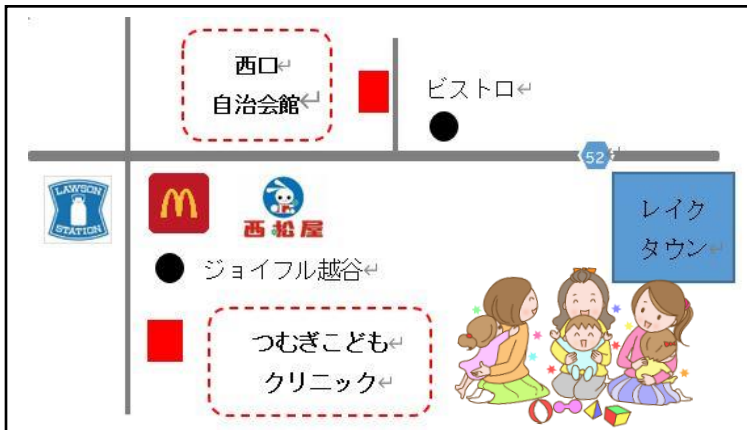 西口
自治会館
ビストロ
52
LAWSON
STATION
西松屋
レイク
タウン
ジョイフル越谷
つむぎこども
クリニック